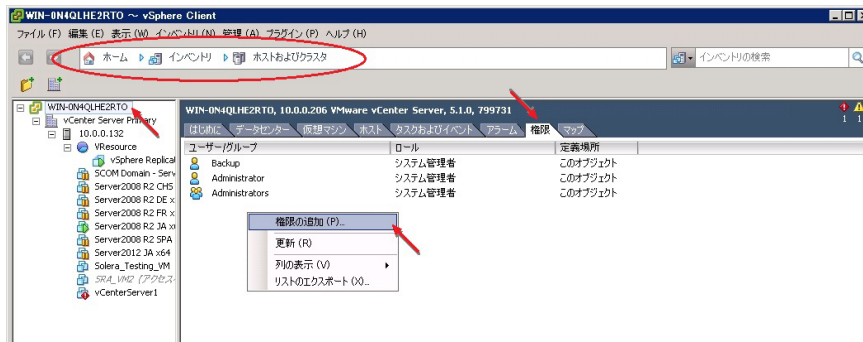 WIN-0N4QLHE2RTO ～ vSphere Client
ファイル (F) 編集 (E) 表示 (W) インベントリ (N) 管理 (A) プラグイン (P) ヘルプ (H)
ホーム インベントリ ホストおよびクラスタ インベントリの検索
WIN-0N4QLHE2RTO
vCenter Server Primary
10.0.0.132
VResource
vSphere Replicat
SCOM Domain - Serv
Server2008 R2 CHS
Server2008 R2 DE x
Server2008 R2 FR x
Server2008 R2 JA x
Server2008 R2 SPA
Server2012 JA x64
Solera_Testing_VM
SRA_VM2 (アクセス
vCenterServer1
WIN-0N4QLHE2RTO, 10.0.0.206 VMware vCenter Server, 5.1.0, 799731
はじめに データセンター 仮想マシン ホスト タスクおよびイベント アラーム 権限 マップ
1 1
ユーザー/グループ ロール 定義場所
Backup システム管理者 このオブジェクト
Administrator システム管理者 このオブジェクト
Administrators システム管理者 このオブジェクト
権限の追加 (P)...
更新 (R)
列の表示 (V)
リストのエクスポート (X)...